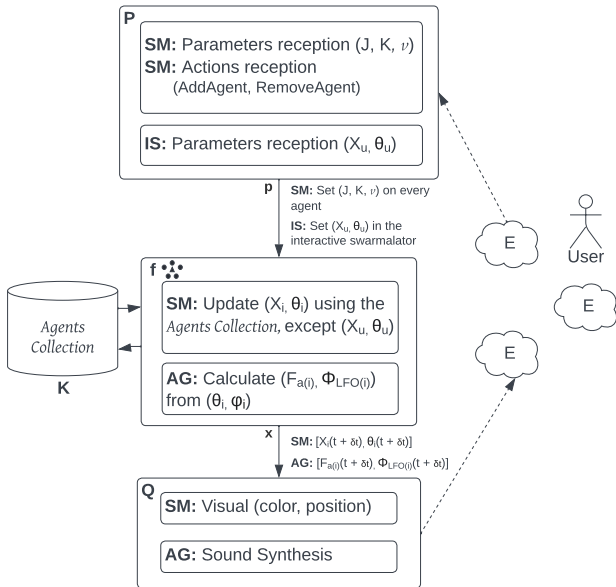 P
SM: Parameters reception (J, K, ν)
SM: Actions reception
(AddAgent, RemoveAgent)
IS: Parameters reception (Xu, θu)
p
SM: Set (J, K, ν) on every
agent
IS: Set (Xu, θu) in the
interactive swarmalator
E
User
E
E
f
SM: Update (Xi, θi) using the
Agents Collection, except (Xu, θu)
AG: Calculate (Fa(i), ΦLFO(i))
from (θi, φi)
Agents
Collection
K
x
SM: [Xi(t + δt), θi(t + δt)]
AG: [Fa(i)(t + δt), ΦLFO(i)(t + δt)]
Q
SM: Visual (color, position)
AG: Sound Synthesis